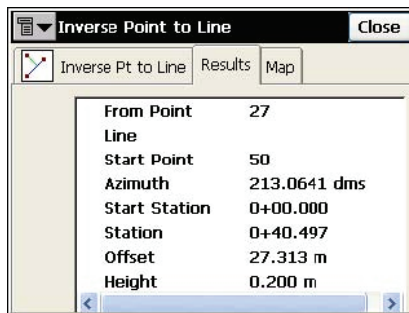 Inverse Point to Line Close
Inverse Pt to Line Results Map
From Point 27
Line
Start Point 50
Azimuth 213.0641 dms
Start Station 0+00.000
Station 0+40.497
Offset 27.313 m
Height 0.200 m